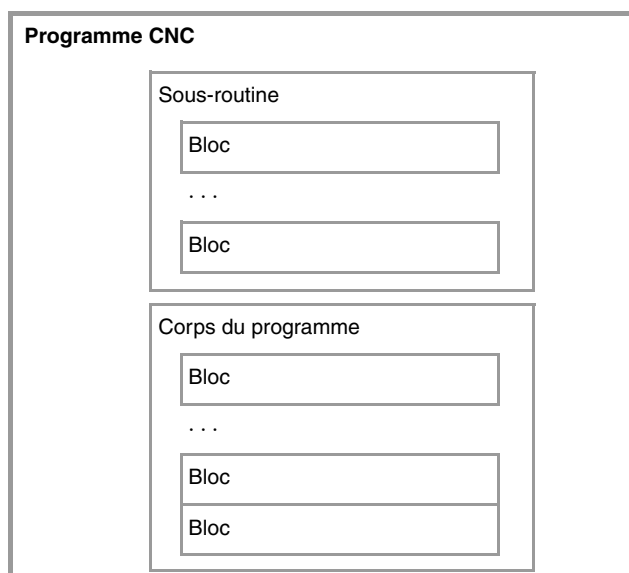 Programme CNC
Sous-routine
Bloc
. . .
Bloc
Corps du programme
Bloc
. . .
Bloc
Bloc